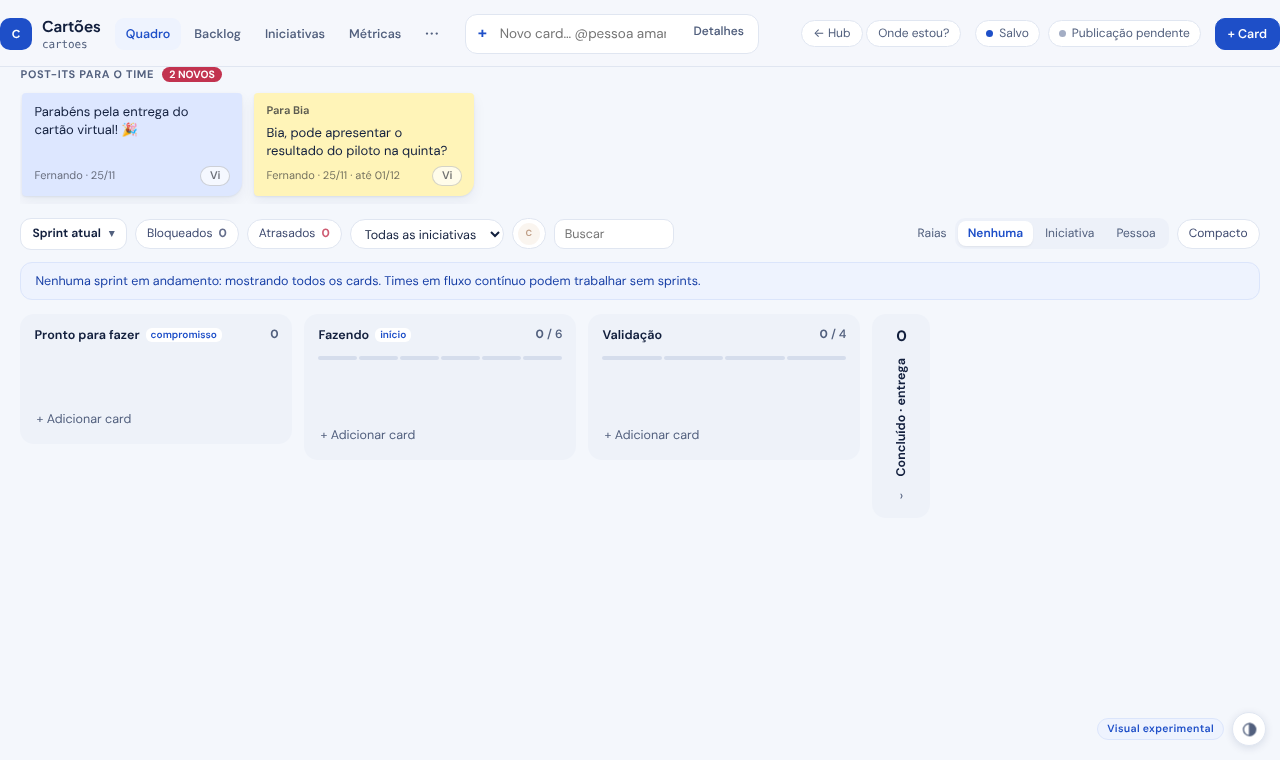 C
Cartões
cartoes
Quadro
Backlog
Iniciativas
Métricas
···
+
Novo card... @pessoa amar
Detalhes
← Hub
Onde estou?
Salvo
Publicação pendente
+ Card
POST-ITS PARA O TIME
2 NOVOS
Parabéns pela entrega do
cartão virtual! 🎉
Fernando · 25/11
Vi
Para Bia
Bia, pode apresentar o
resultado do piloto na quinta?
Fernando · 25/11 · até 01/12
Vi
Sprint atual ▾
Bloqueados 0
Atrasados 0
Todas as iniciativas
C
Buscar
Raias
Nenhuma
Iniciativa
Pessoa
Compacto
Nenhuma sprint em andamento: mostrando todos os cards. Times em fluxo contínuo podem trabalhar sem sprints.
Pronto para fazer
compromisso
0
+ Adicionar card
Fazendo
início
0 / 6
+ Adicionar card
Validação
0 / 4
+ Adicionar card
0
Concluído · entrega
›
Visual experimental